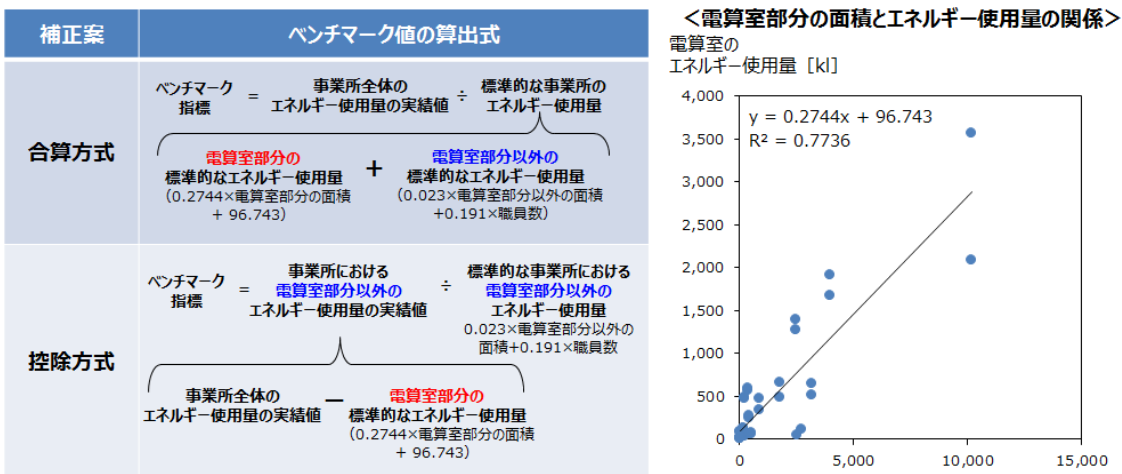 補正案
ベンチマーク値の算出式
合算方式
ベンチマーク
指標
=
事業所全体の
エネルギー使用量の実績値
÷
標準的な事業所の
エネルギー使用量
電算室部分の
標準的なエネルギー使用量
(0.2744×電算室部分の面積
+ 96.743)
+
電算室部分以外の
標準的なエネルギー使用量
(0.023×電算室部分以外の面積
+0.191×職員数)
控除方式
ベンチマーク
指標
=
事業所における
電算室部分以外の
エネルギー使用量の実績値
÷
標準的な事業所における
電算室部分以外の
エネルギー使用量
0.023×電算室部分以外の
面積+0.191×職員数
事業所全体の
エネルギー使用量の実績値
−
電算室部分の
標準的なエネルギー使用量
(0.2744×電算室部分の面積
+ 96.743)
<電算室部分の面積とエネルギー使用量の関係>
電算室の
エネルギー使用量［kl］
4,000
3,500
3,000
2,500
2,000
1,500
1,000
500
0
y = 0.2744x + 96.743
R² = 0.7736
0
5,000
10,000
15,000